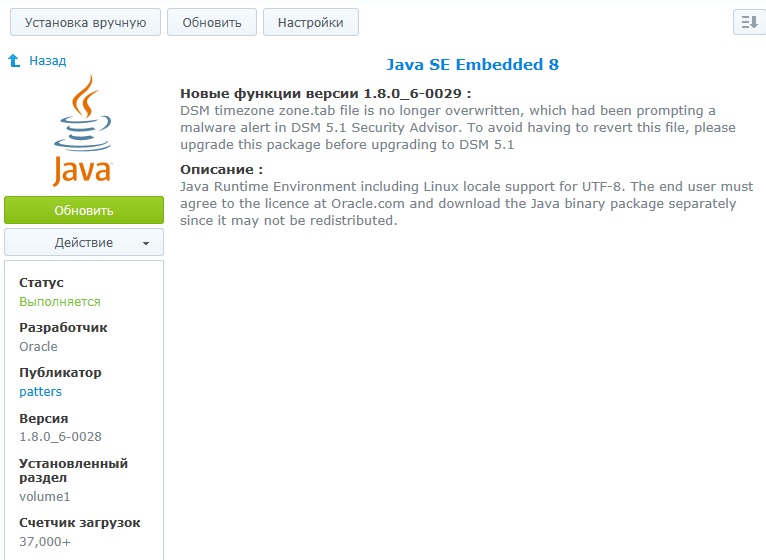 Установка вручную
Обновить
Настройки
Назад
Java
Обновить
Действие
Статус
Выполняется
Разработчик
Oracle
Публикатор
patters
Версия
1.8.0_6-0028
Установленный
раздел
volume1
Счетчик загрузок
37,000+
Java SE Embedded 8
Новые функции версии 1.8.0_6-0029 :
DSM timezone zone.tab file is no longer overwritten, which had been prompting a
malware alert in DSM 5.1 Security Advisor. To avoid having to revert this file, please
upgrade this package before upgrading to DSM 5.1
Описание :
Java Runtime Environment including Linux locale support for UTF-8. The end user must
agree to the licence at Oracle.com and download the Java binary package separately
since it may not be redistributed.